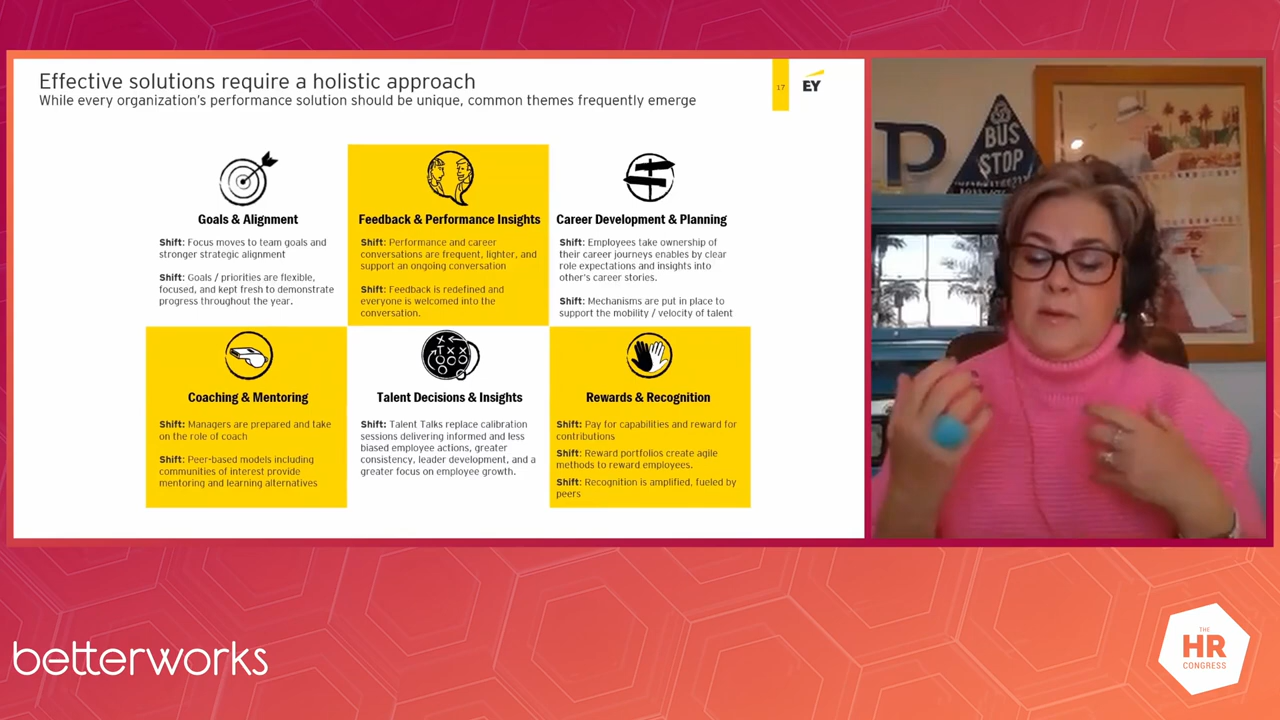 Effective solutions require a holistic approach
While every organization's performance solution should be unique, common themes frequently emerge
17
EY
Goals & Alignment
Shift: Focus moves to team goals and
stronger strategic alignment
Shift: Goals / priorities are flexible,
focused, and kept fresh to demonstrate
progress throughout the year.
Feedback & Performance Insights
Shift: Performance and career
conversations are frequent, lighter, and
support an ongoing conversation
Shift: Feedback is redefined and
everyone is welcomed into the
conversation.
Career Development & Planning
Shift: Employees take ownership of
their career journeys enables by clear
role expectations and insights into
other's career stories.
Shift: Mechanisms are put in place to
support the mobility / velocity of talent
Coaching & Mentoring
Shift: Managers are prepared and take
on the role of coach
Shift: Peer-based models including
communities of interest provide
mentoring and learning alternatives
Talent Decisions & Insights
Shift: Talent Talks replace calibration
sessions delivering informed and less
biased employee actions, greater
consistency, leader development, and a
greater focus on employee growth.
Rewards & Recognition
Shift: Pay for capabilities and reward for
contributions
Shift: Reward portfolios create agile
methods to reward employees.
Shift: Recognition is amplified, fueled by
peers
P
BUS
STOP
betterworks
THE
HR
CONGRESS